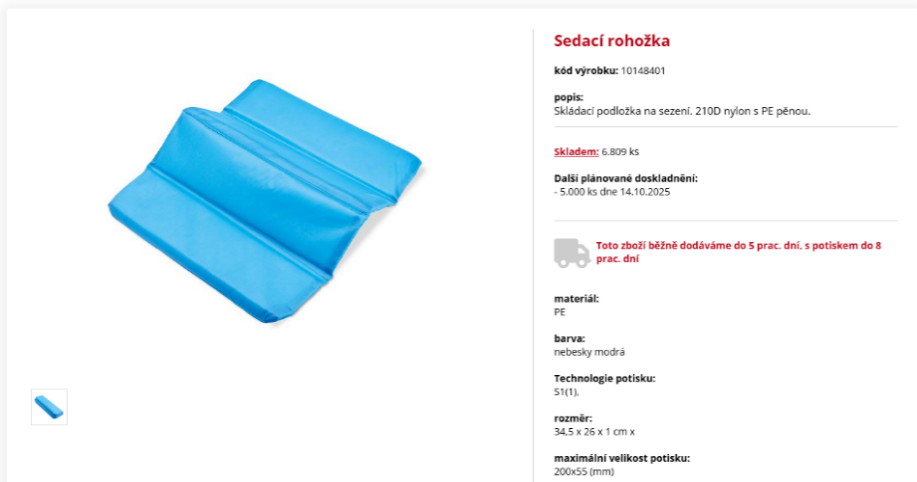 Sedací rohožka
kód výrobku: 10148401
popis:
Skládací podložka na sezení. 210D nylon s PE pěnou.
Skladem: 6.809 ks
Další plánované doskladnění:
- 5.000 ks dne 14.10.2025
Toto zboží běžně dodáváme do 5 prac. dní, s potiskem do 8
prac. dní
materiál:
PE
barva:
nebesky modrá
Technologie potisku:
S1(1),
rozměr:
34,5 x 26 x 1 cm x
maximální velikost potisku:
200x55 (mm)